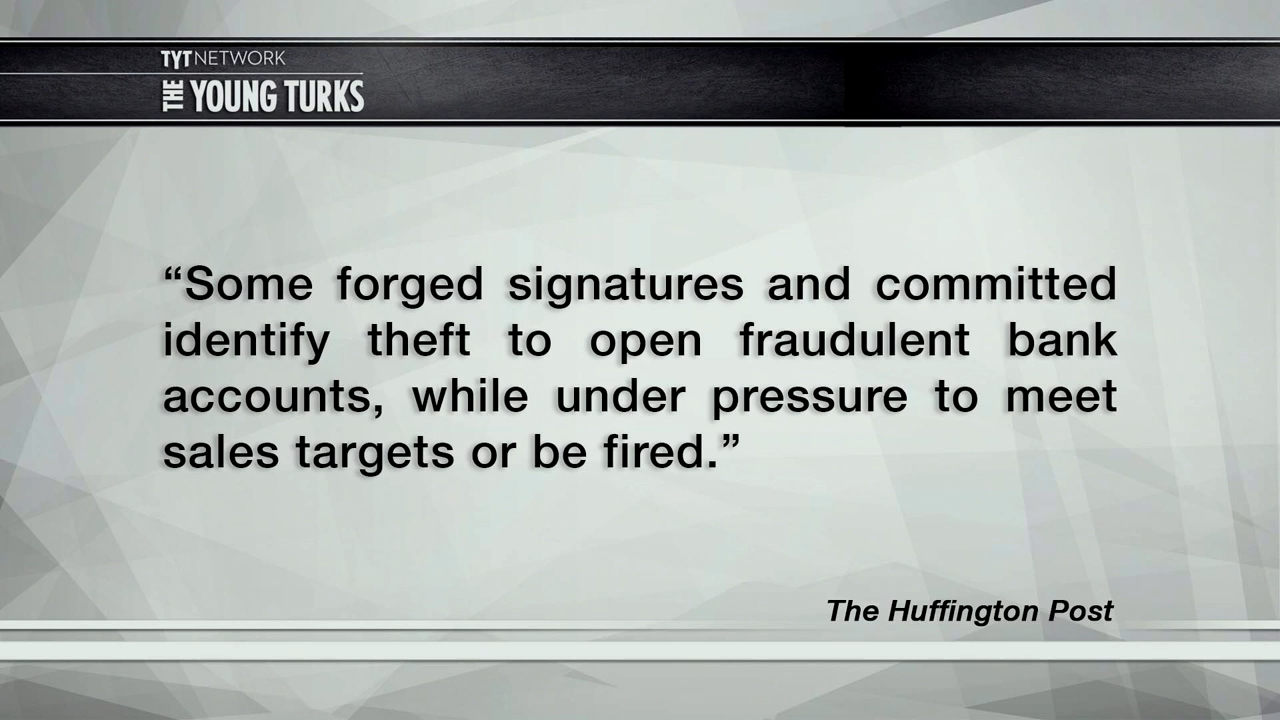 TYTNETWORK
THE YOUNG TURKS
“Some forged signatures and committed
identify theft to open fraudulent bank
accounts, while under pressure to meet
sales targets or be fired.”
The Huffington Post